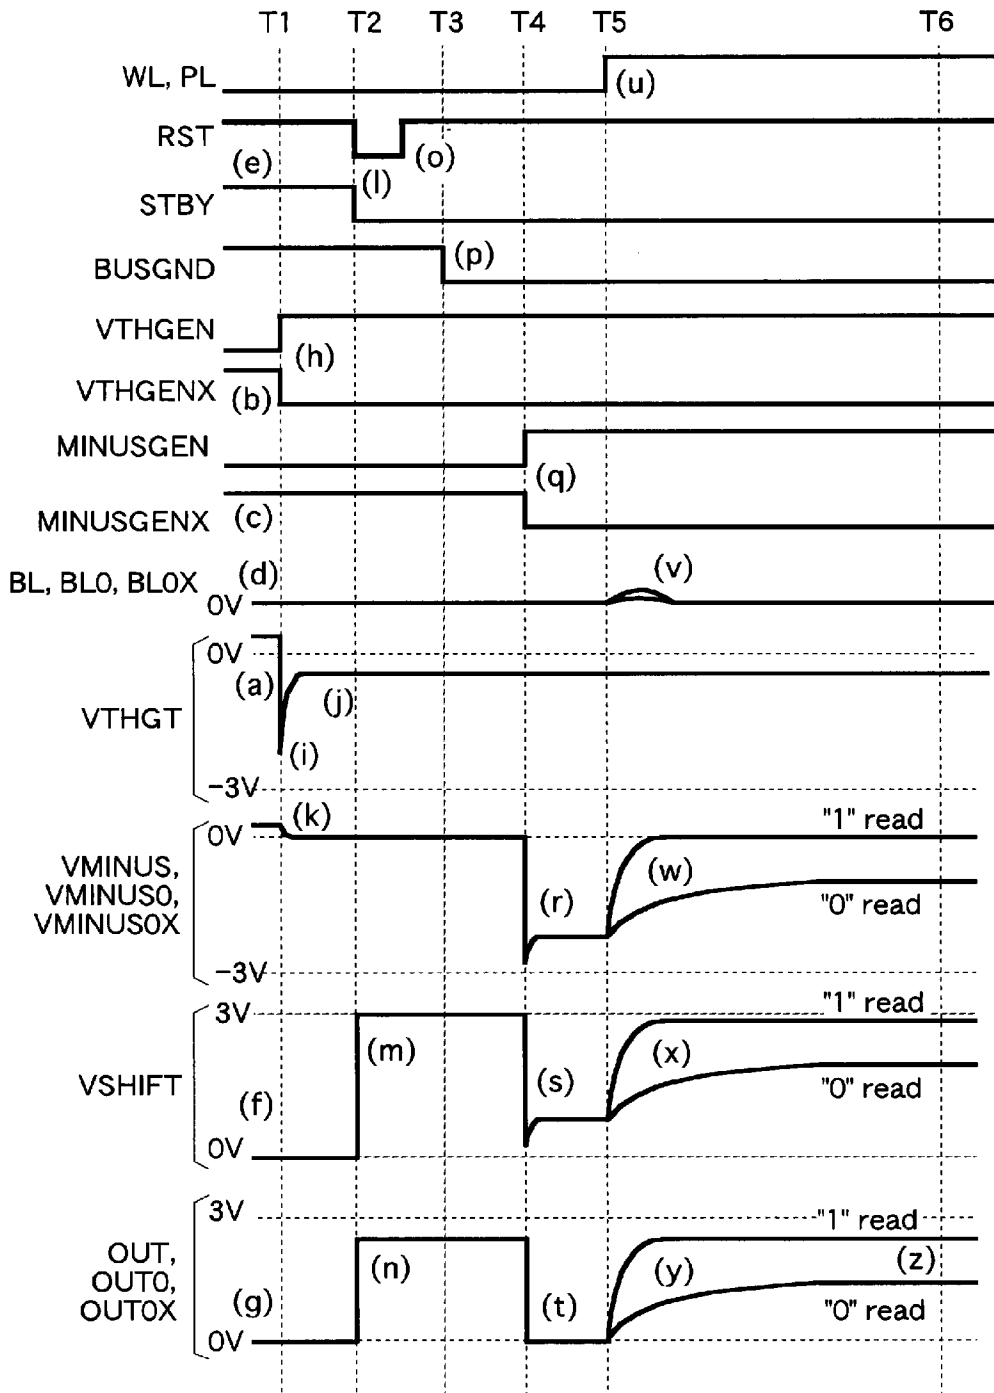 T1 T2 T3 T4 T5 T6
WL, PL (u)
RST (e) (l) (o)
STBY
BUSGND (p)
VTHGEN (h)
VTHGENX (b)
MINUSGEN (q)
MINUSGENX (c)
BL, BL0, BL0X (d) (v)
0V
0V
VTHGT (a) (j)
(i)
-3V
(k) "1" read
0V
VMINUS,
VMINUS0, (w)
VMINUS0X (r) "0" read
-3V
3V "1" read
(m) (x)
VSHIFT (f) (s) "0" read
0V
3V "1" read
OUT, (n) (y) (z)
OUT0,
OUT0X (g) (t) "0" read
0V